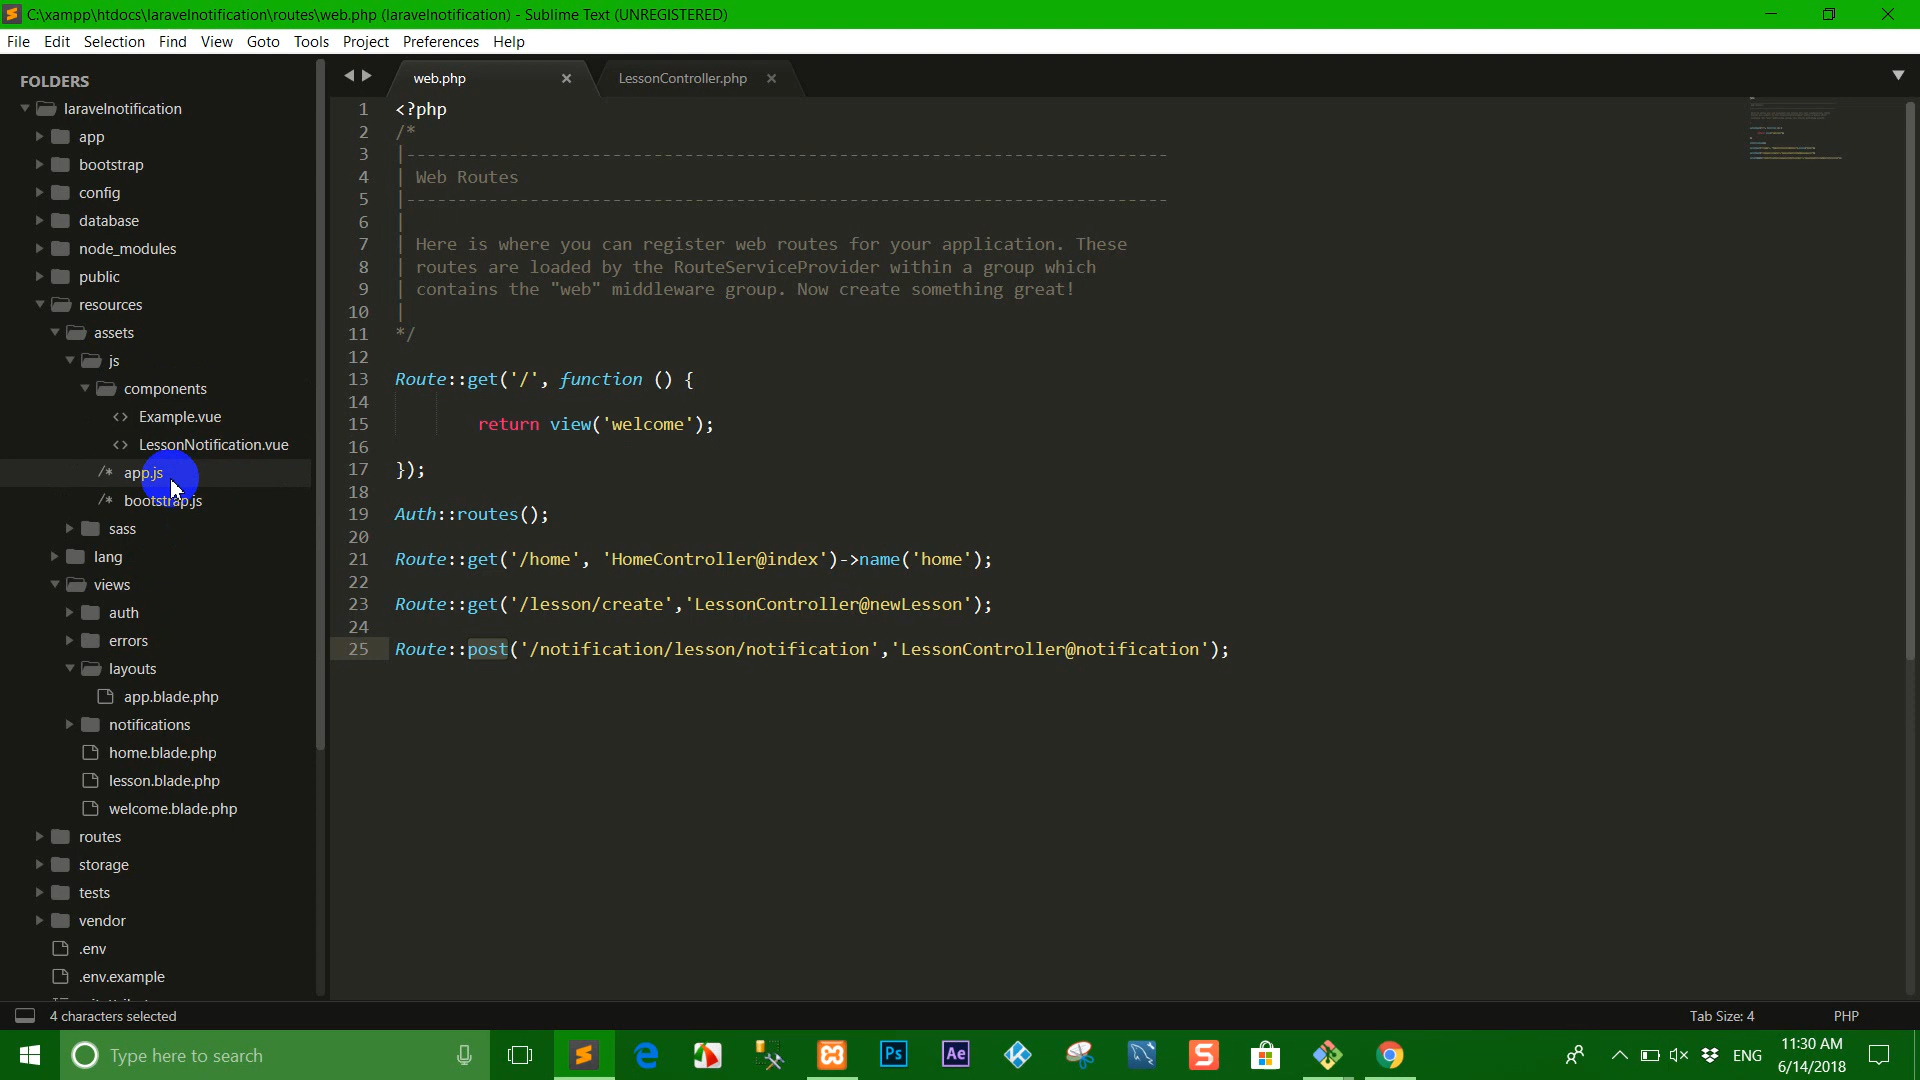 C:\xampp\htdocs\laravelnotification\routes\web.php (laravelnotification) - Sublime Text (UNREGISTERED)
File Edit Selection Find View Goto Tools Project Preferences Help
FOLDERS
laravelnotification
app
bootstrap
config
database
node_modules
public
resources
assets
js
components
Example.vue
LessonNotification.vue
/* app.js
/* bootstrap.js
sass
lang
views
auth
errors
layouts
app.blade.php
notifications
home.blade.php
lesson.blade.php
welcome.blade.php
routes
storage
tests
vendor
.env
.env.example
web.php LessonController.php
1 <?php
2 /*
3 |--------------------------------------------------------------------------
4 | Web Routes
5 |--------------------------------------------------------------------------
6 |
7 | Here is where you can register web routes for your application. These
8 | routes are loaded by the RouteServiceProvider within a group which
9 | contains the "web" middleware group. Now create something great!
10 |
11 */
12
13 Route::get('/', function () {
14
15 return view('welcome');
16
17 });
18
19 Auth::routes();
20
21 Route::get('/home', 'HomeController@index')->name('home');
22
23 Route::get('/lesson/create','LessonController@newLesson');
24
25 Route::post('/notification/lesson/notification','LessonController@notification');
4 characters selected
Tab Size: 4 PHP
Type here to search
Ps
Ae
S
ENG
11:30 AM
6/14/2018